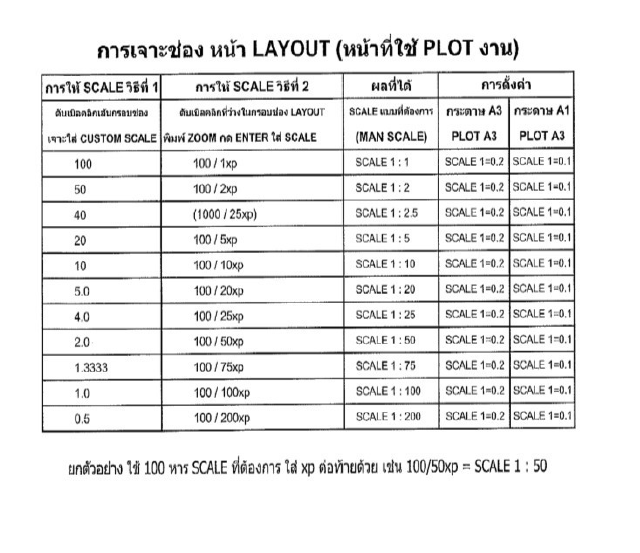 การเจาะช่อง หน้า LAYOUT (หน้าที่ใช้ PLOT งาน)
การให้ SCALE วิธีที่ 1 การให้ SCALE วิธีที่ 2 ผลที่ได้ การตั้งค่า
ดับเบิลคลิกเส้นกรอบช่อง ดับเบิลคลิกที่ว่างในกรอบช่อง LAYOUT SCALE แบบที่ต้องการ กระดาษ A3 กระดาษ A1
เจาะใส่ CUSTOM SCALE พิมพ์ ZOOM กด ENTER ใส่ SCALE (MAN SCALE) PLOT A3 PLOT A3
100 100 / 1xp SCALE 1 : 1 SCALE 1=0.2 SCALE 1=0.1
50 100 / 2xp SCALE 1 : 2 SCALE 1=0.2 SCALE 1=0.1
40 (1000 / 25xp) SCALE 1 : 2.5 SCALE 1=0.2 SCALE 1=0.1
20 100 / 5xp SCALE 1 : 5 SCALE 1=0.2 SCALE 1=0.1
10 100 / 10xp SCALE 1 : 10 SCALE 1=0.2 SCALE 1=0.1
5.0 100 / 20xp SCALE 1 : 20 SCALE 1=0.2 SCALE 1=0.1
4.0 100 / 25xp SCALE 1 : 25 SCALE 1=0.2 SCALE 1=0.1
2.0 100 / 50xp SCALE 1 : 50 SCALE 1=0.2 SCALE 1=0.1
1.3333 100 / 75xp SCALE 1 : 75 SCALE 1=0.2 SCALE 1=0.1
1.0 100 / 100xp SCALE 1 : 100 SCALE 1=0.2 SCALE 1=0.1
0.5 100 / 200xp SCALE 1 : 200 SCALE 1=0.2 SCALE 1=0.1
ยกตัวอย่าง ใช้ 100 หาร SCALE ที่ต้องการ ใส่ xp ต่อท้ายด้วย เช่น 100/50xp = SCALE 1 : 50